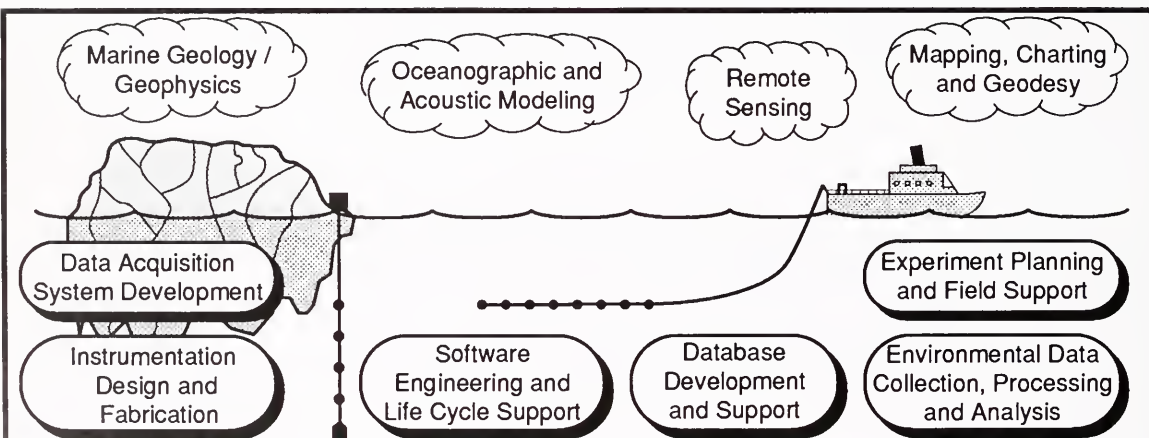 Marine Geology /
Geophysics
Oceanographic and
Acoustic Modeling
Remote
Sensing
Mapping, Charting
and Geodesy
Data Acquisition
System Development
Experiment Planning
and Field Support
Instrumentation
Design and
Fabrication
Software
Engineering and
Life Cycle Support
Database
Development
and Support
Environmental Data
Collection, Processing
and Analysis